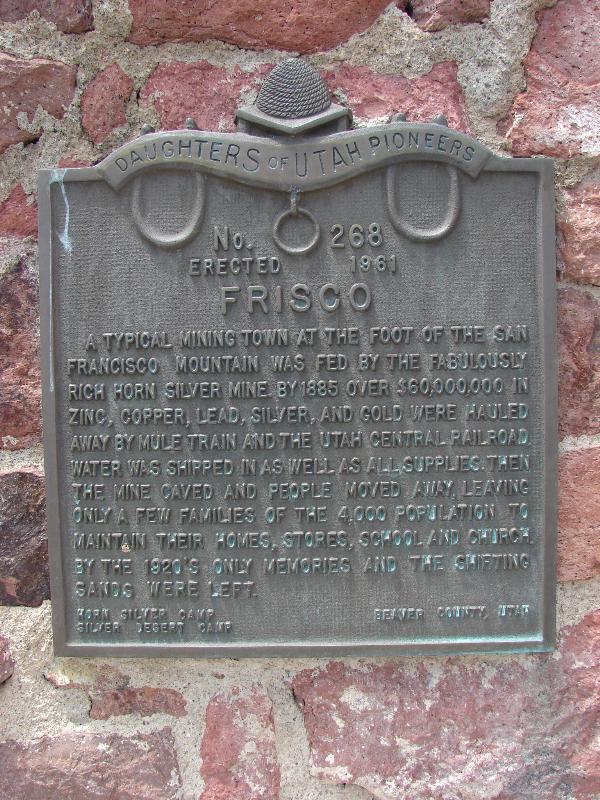 DAUGHTERS OF UTAH PIONEERS
No. 268
ERECTED 1961
FRISCO
A TYPICAL MINING TOWN AT THE FOOT OF THE SAN
FRANCISCO MOUNTAIN WAS FED BY THE FABULOUSLY
RICH HORN SILVER MINE. BY 1885 OVER $60,000,000 IN
ZINC, COPPER, LEAD, SILVER, AND GOLD WERE HAULED
AWAY BY MULE TRAIN AND THE UTAH CENTRAL RAILROAD.
WATER WAS SHIPPED IN AS WELL AS ALL SUPPLIES. THEN
THE MINE CAVED AND PEOPLE MOVED AWAY, LEAVING
ONLY A FEW FAMILIES OF THE 4,000 POPULATION TO
MAINTAIN THEIR HOMES, STORES, SCHOOL AND CHURCH.
BY THE 1920'S ONLY MEMORIES AND THE SHIFTING
SANDS WERE LEFT.
HORN SILVER CAMP
SILVER DESERT CAMP
BEAVER COUNTY, UTAH